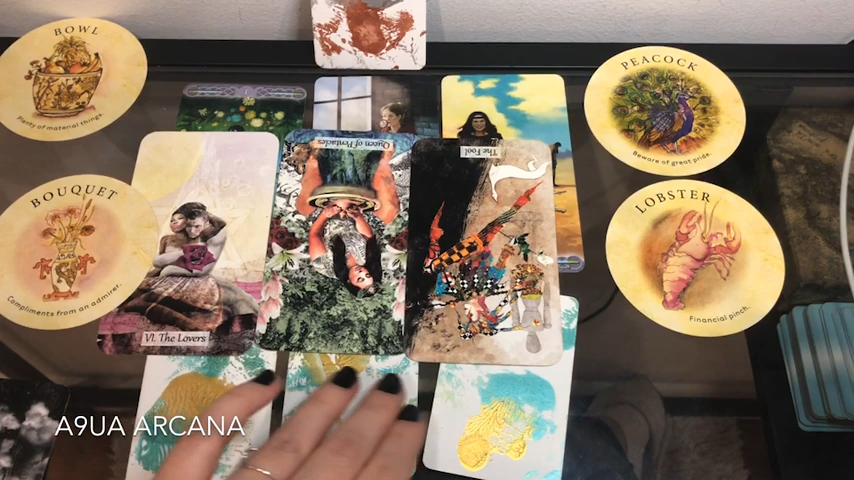 BOWL
Plenty of material things.
PEACOCK
Beware of great pride.
BOUQUET
Compliments from an admirer.
VI. The Lovers
Queen of Pentacles
The Fool
LOBSTER
Financial pinch.
A9UA ARCANA